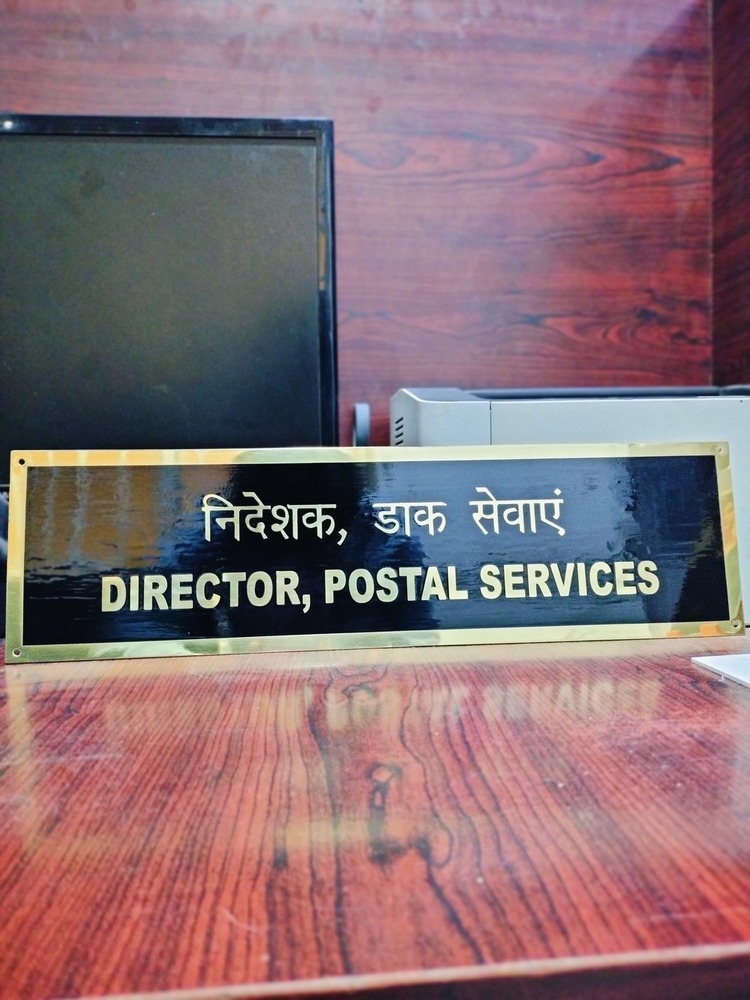 निदेशक, डाक सेवाएं
DIRECTOR, POSTAL SERVICES